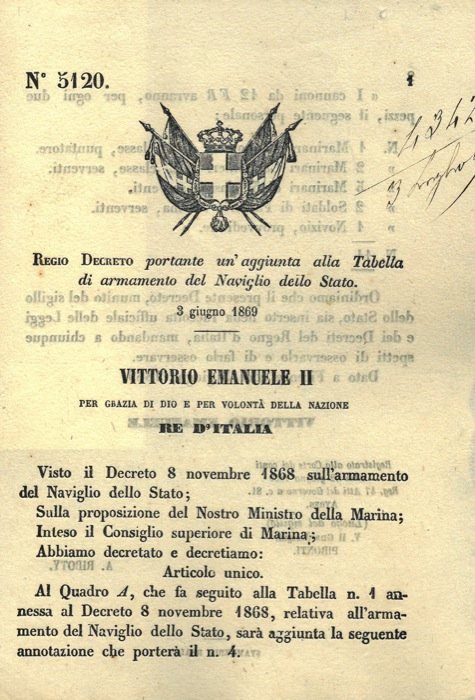 N° 5120.
1
4342
3 luglio
REGIO DECRETO portante un'aggiunta alla Tabella
di armamento del Naviglio dello Stato.
3 giugno 1869
VITTORIO EMANUELE II
PER GRAZIA DI DIO E PER VOLONTÀ DELLA NAZIONE
RE D'ITALIA
Visto il Decreto 8 novembre 1868 sull'armamento
del Naviglio dello Stato;
Sulla proposizione del Nostro Ministro della Marina;
Inteso il Consiglio superiore di Marina;
Abbiamo decretato e decretiamo:
Articolo unico.
Al Quadro A, che fa seguito alla Tabella n. 1 an-
nessa al Decreto 8 novembre 1868, relativa all'arma-
mento del Naviglio dello Stato, sarà aggiunta la seguente
annotazione che porterà il n. 4.